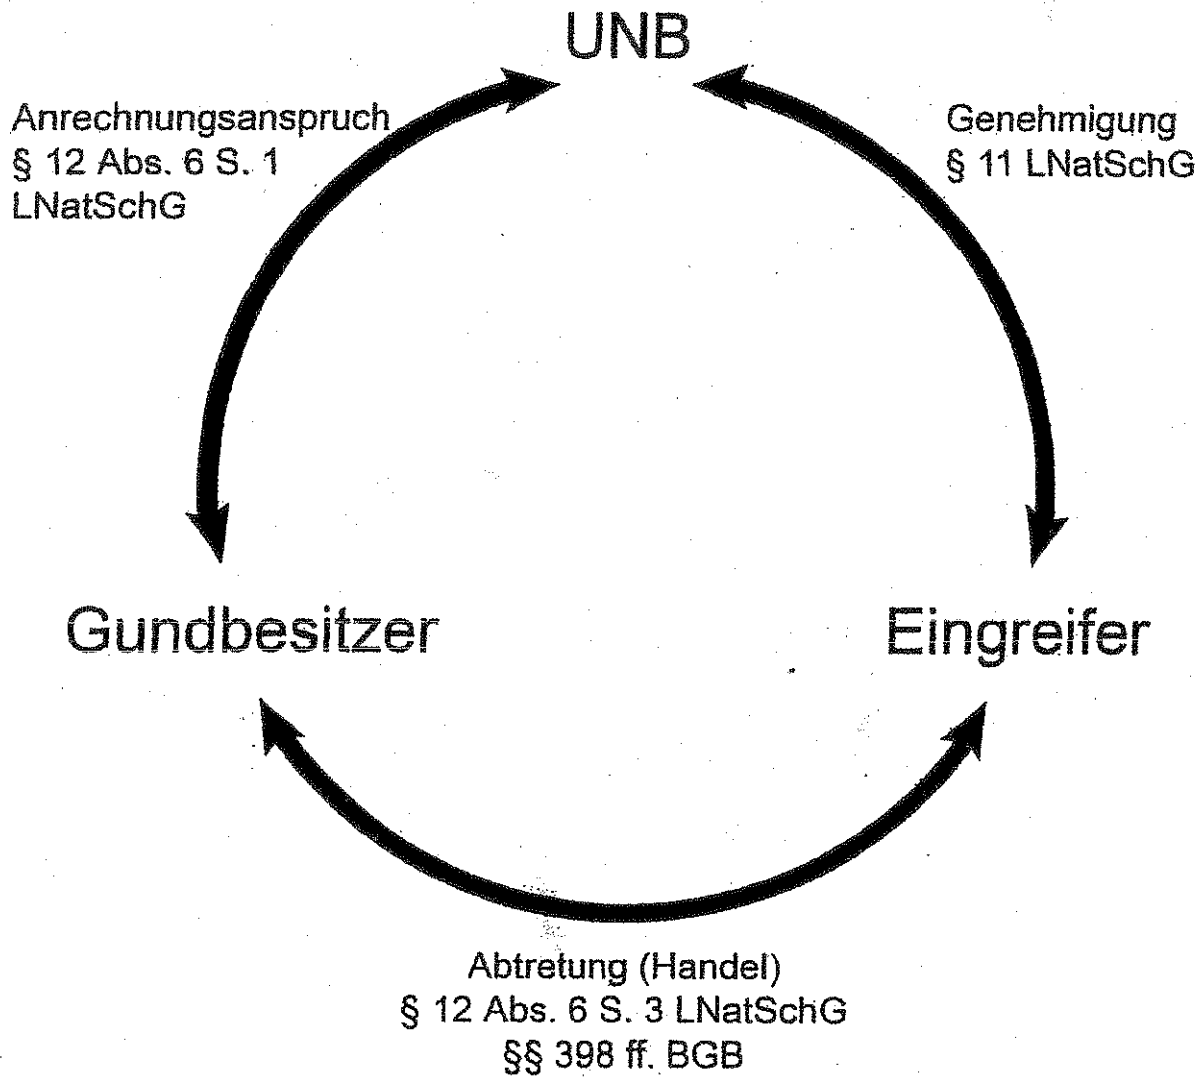 UNB
Anrechnungsanspruch
§ 12 Abs. 6 S. 1
LNatSchG
Genehmigung
§ 11 LNatSchG
Gundbesitzer
Eingreifer
Abtretung (Handel)
§ 12 Abs. 6 S. 3 LNatSchG
§§ 398 ff. BGB